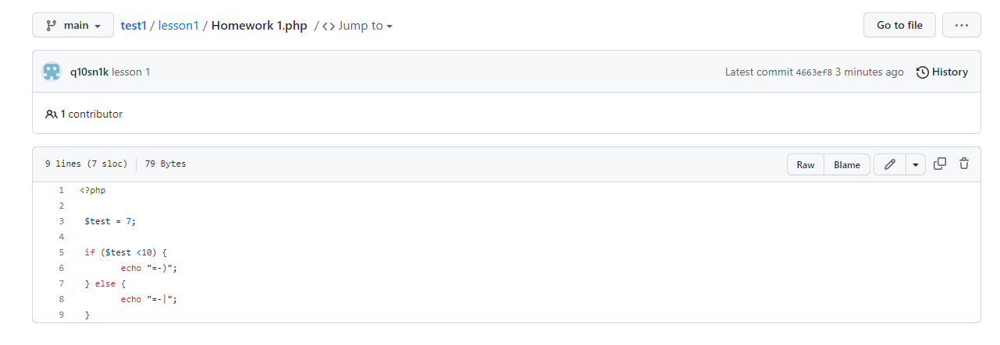 main test1 / lesson1 / Homework 1.php / <> Jump to Go to file ...
q10sn1k lesson 1 Latest commit 4663ef8 3 minutes ago History
1 contributor
9 lines (7 sloc) 79 Bytes Raw Blame
1 <?php
2
3 $test = 7;
4
5 if ($test <10) {
6 echo "=-)";
7 } else {
8 echo "=-|";
9 }